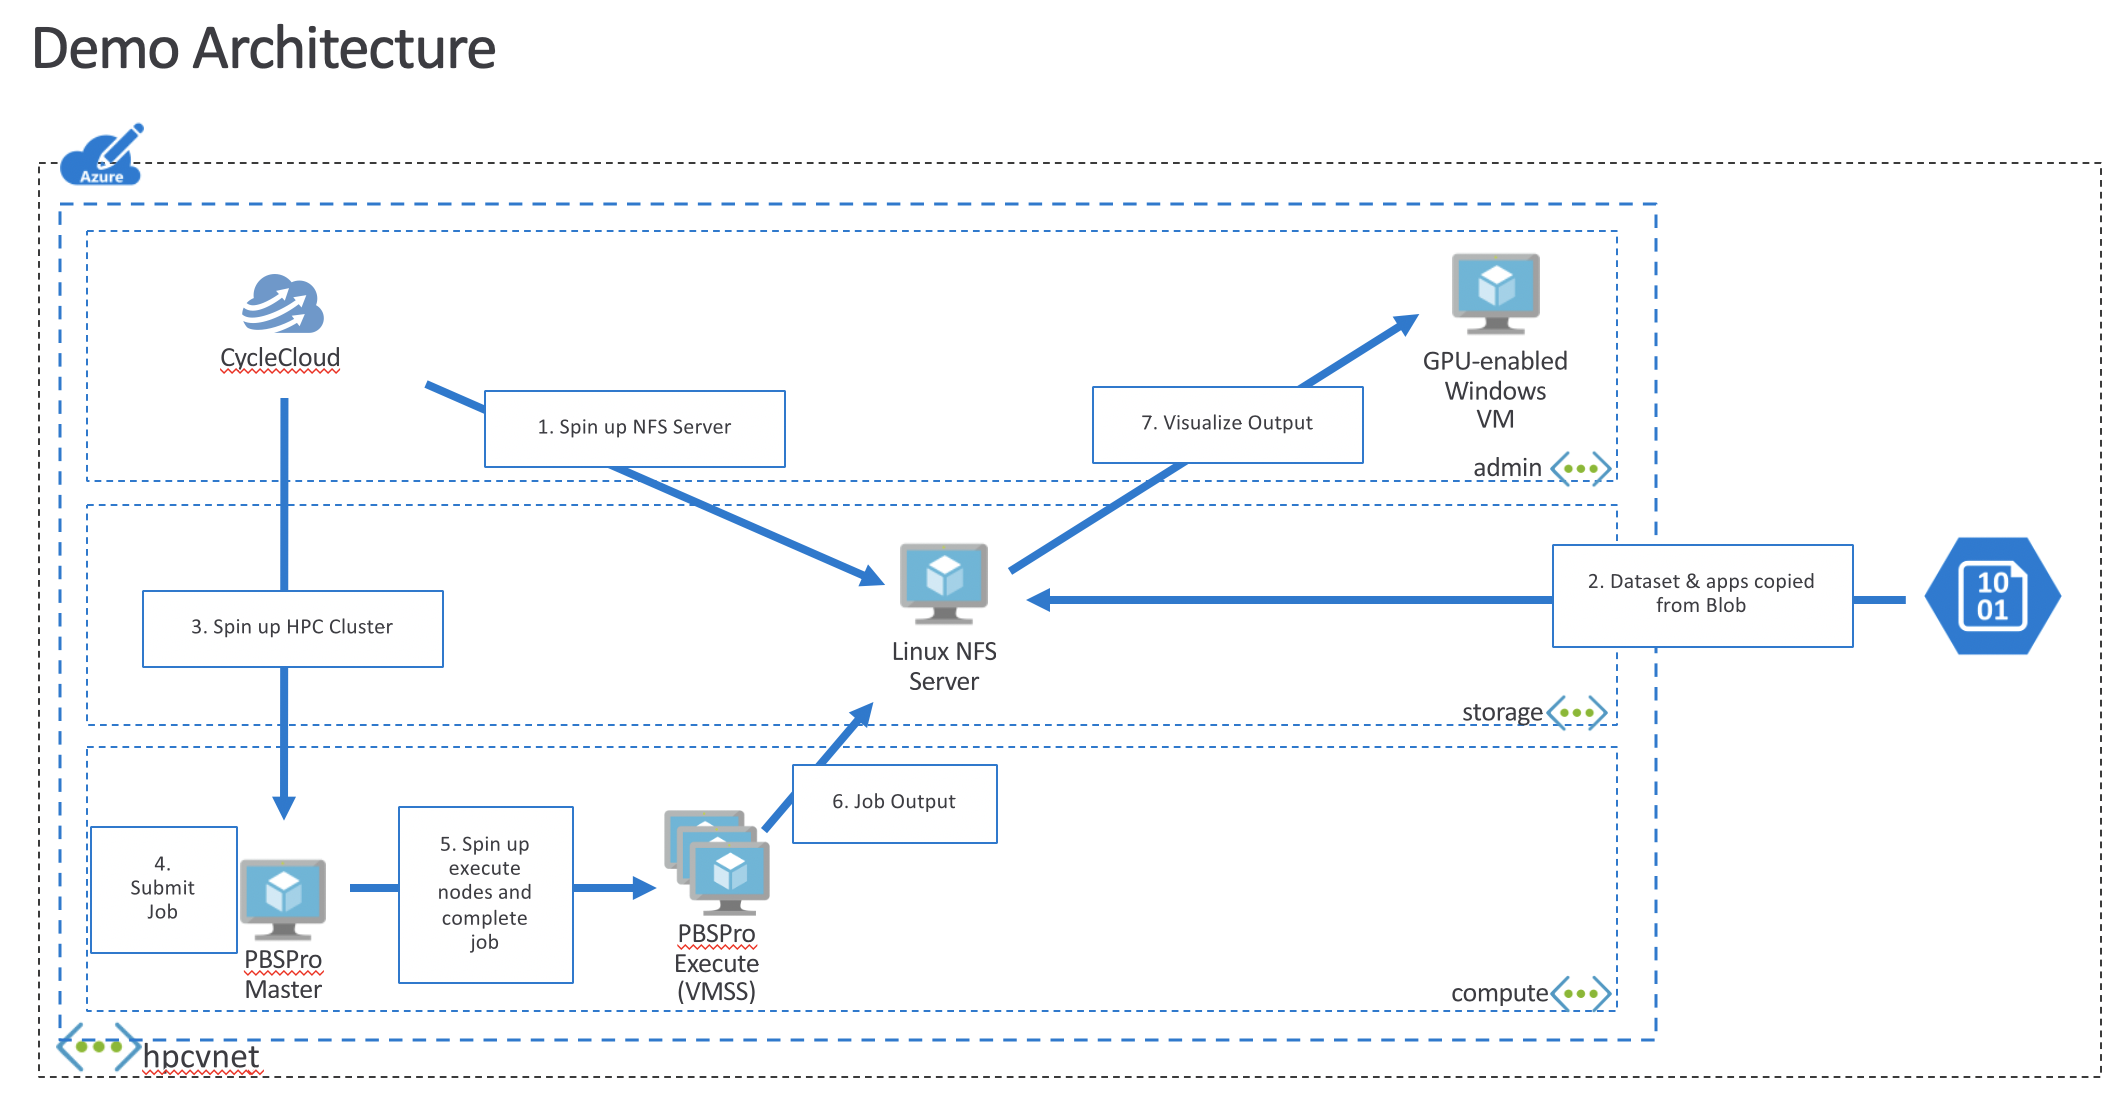 Demo Architecture
Azure
CycleCloud
1. Spin up NFS Server
7. Visualize Output
GPU-enabled
Windows
VM
admin
3. Spin up HPC Cluster
Linux NFS
Server
2. Dataset & apps copied
from Blob
10
01
storage
4.
Submit
Job
PBSPro
Master
5. Spin up
execute
nodes and
complete
job
PBSPro
Execute
(VMSS)
6. Job Output
compute
hpcvnet